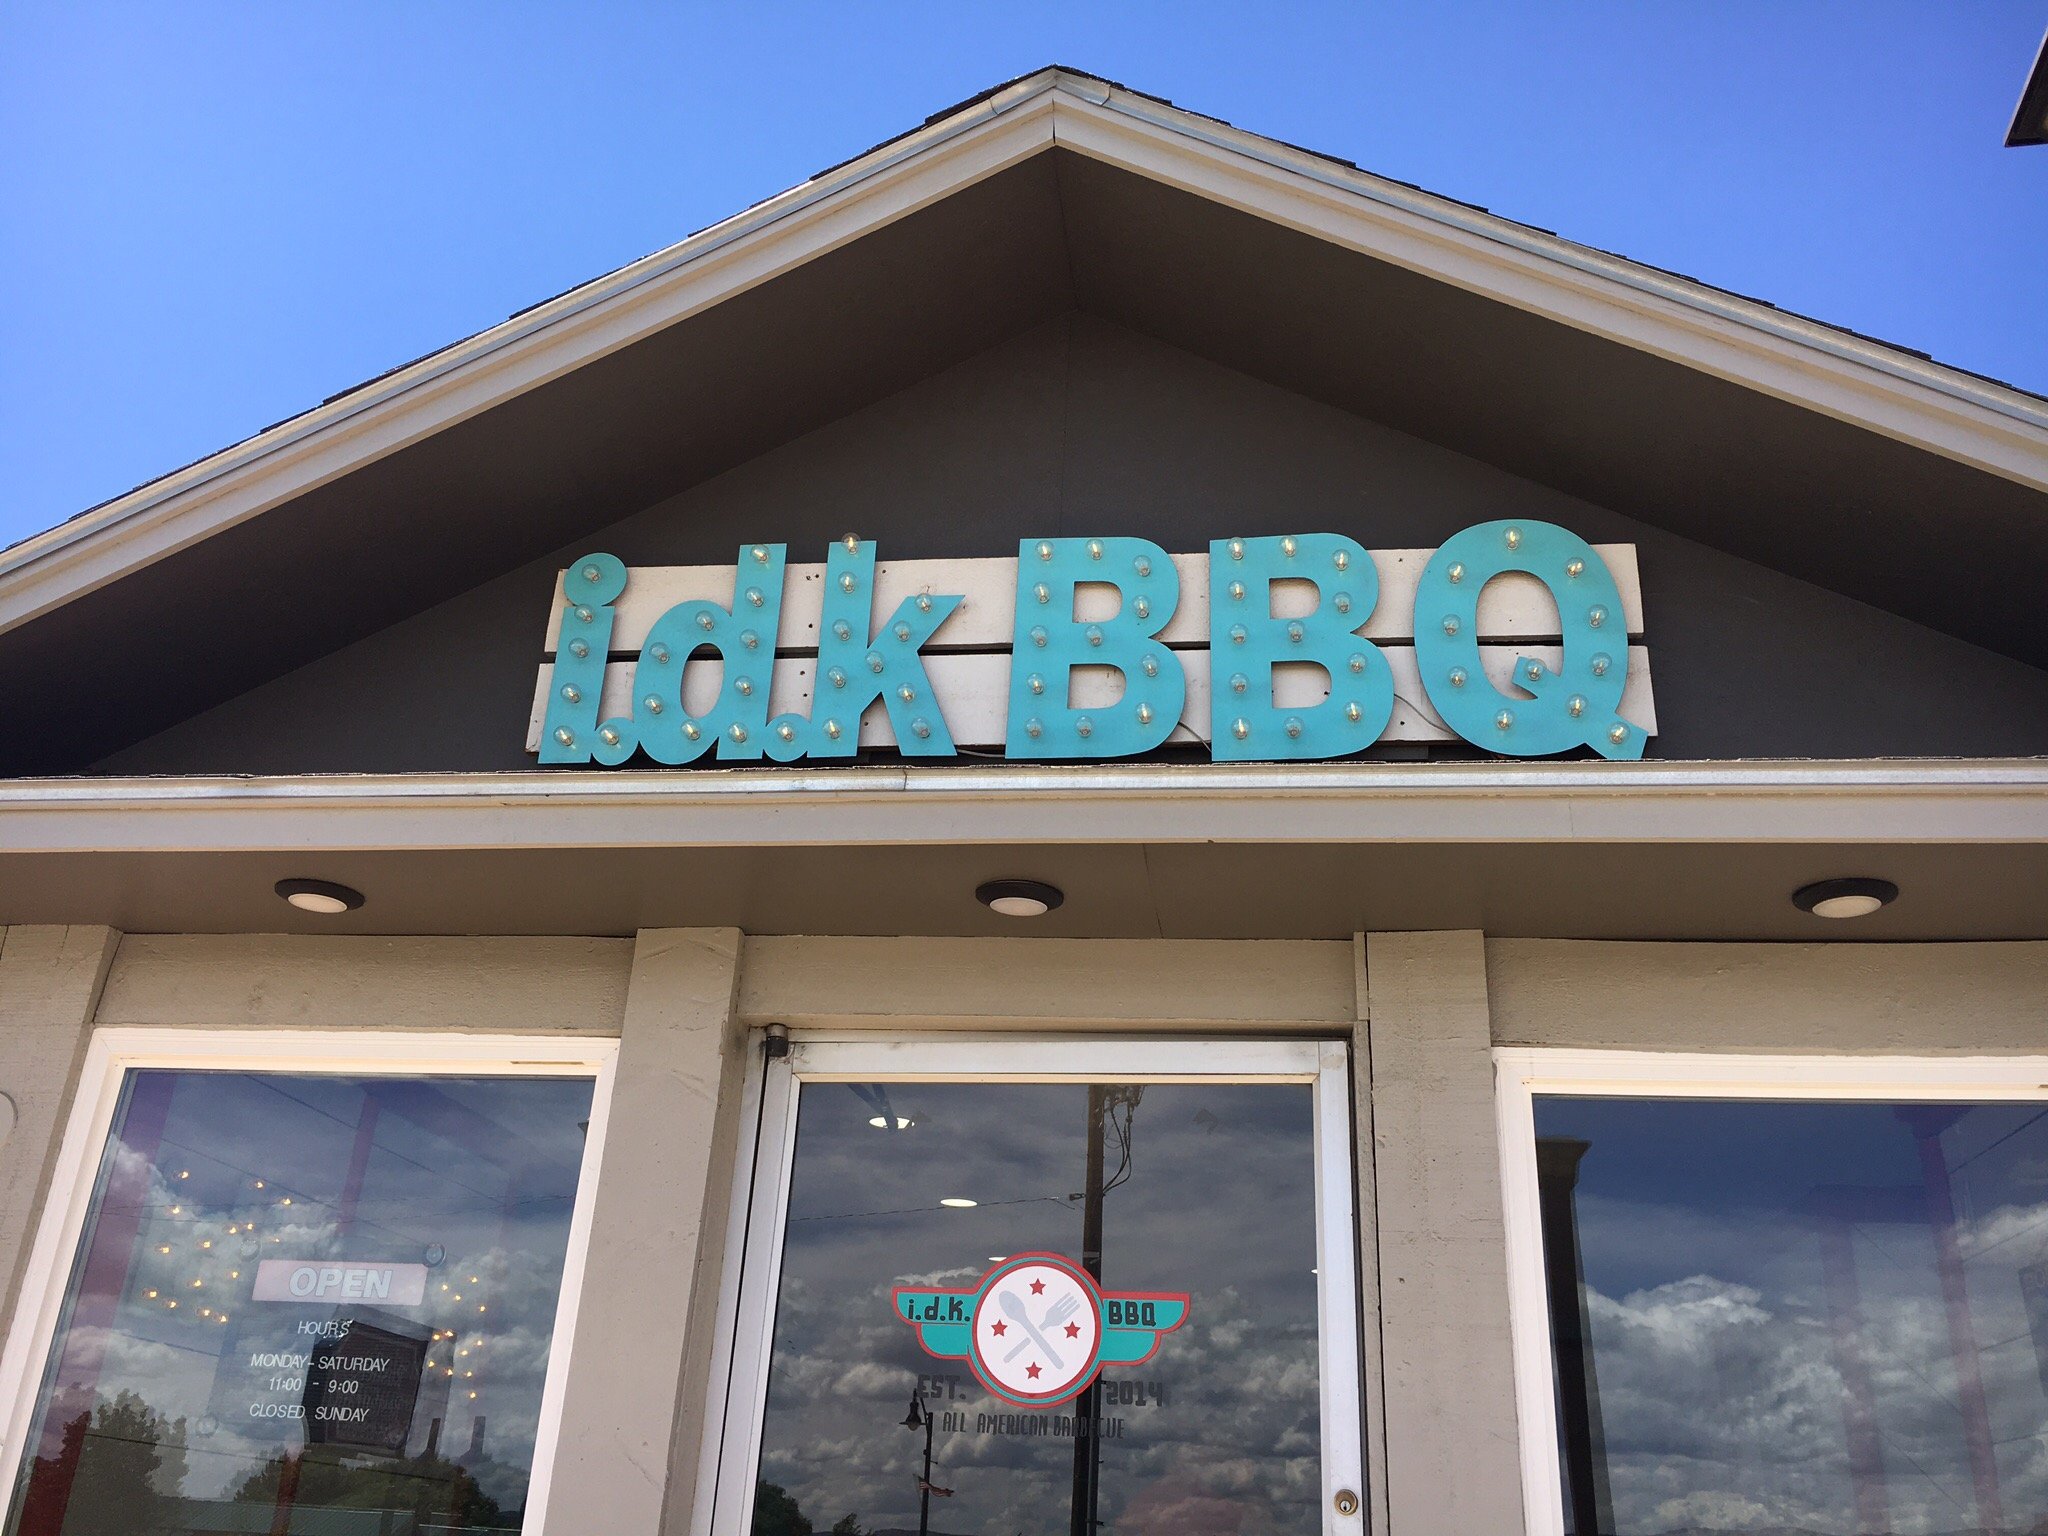 i.d.k BBQ
OPEN
HOURS
MONDAY - SATURDAY
11:00 - 9:00
CLOSED SUNDAY
i.d.k. BBQ
EST. 2014
ALL AMERICAN BARBECUE